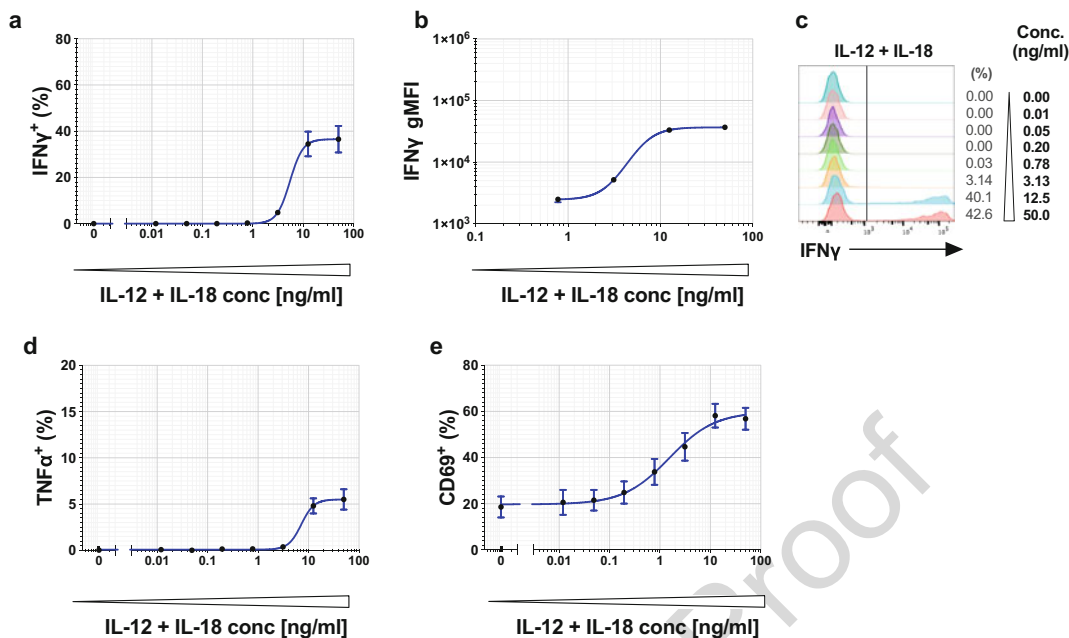 a
80
60
40
20
0
IFNγ⁺ (%)
0 0.01 0.1 1 10 100
IL-12 + IL-18 conc [ng/ml]
b
1×10⁶
1×10⁵
1×10⁴
1×10³
IFNγ gMFI
0.1 1 10 100
IL-12 + IL-18 conc [ng/ml]
c
IL-12 + IL-18
Conc.
(ng/ml)
(%)
0.00 0.00
0.00 0.01
0.00 0.05
0.00 0.20
0.03 0.78
3.14 3.13
40.1 12.5
42.6 50.0
10³ 10⁴ 10⁵
IFNγ
d
20
15
10
5
0
TNFα⁺ (%)
0 0.01 0.1 1 10 100
IL-12 + IL-18 conc [ng/ml]
e
80
60
40
20
0
CD69⁺ (%)
0 0.01 0.1 1 10 100
IL-12 + IL-18 conc [ng/ml]
Proof